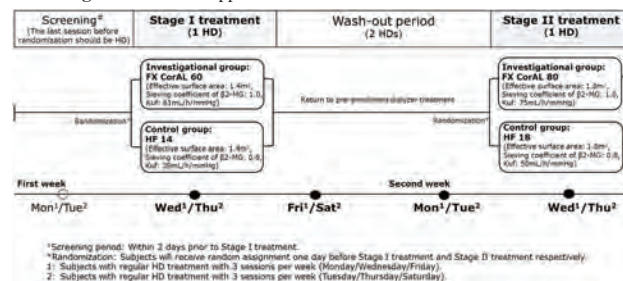 Screening#
(The last session before
randomization should be HD)
Stage I treatment
(1 HD)
Wash-out period
(2 HDs)
Stage II treatment
(1 HD)
Investigational group:
FX CorAL 60
(Effective surface area: 1.4m²,
Sieving coefficient of β2-MG: 1.0,
Kuf: 61mL/h/mmHg)
Investigational group:
FX CorAL 80
(Effective surface area: 1.8m²,
Sieving coefficient of β2-MG: 1.0,
Kuf: 75mL/h/mmHg)
Return to pre-enrollment dialyzer treatment
Randomization*
Randomization*
Control group:
HF 14
(Effective surface area: 1.4m²,
Sieving coefficient of β2-MG: 0.8,
Kuf: 39mL/h/mmHg)
Control group:
HF 18
(Effective surface area: 1.8m²,
Sieving coefficient of β2-MG: 0.8,
Kuf: 50mL/h/mmHg)
First week
Second week
Mon¹/Tue²
Wed¹/Thu²
Fri¹/Sat²
Mon¹/Tue²
Wed¹/Thu²
#Screening period: Within 2 days prior to Stage I treatment.
*Randomization: Subjects will receive random assignment one day before Stage I treatment and Stage II treatment respectively.
1: Subjects with regular HD treatment with 3 sessions per week (Monday/Wednesday/Friday).
2: Subjects with regular HD treatment with 3 sessions per week (Tuesday/Thursday/Saturday).